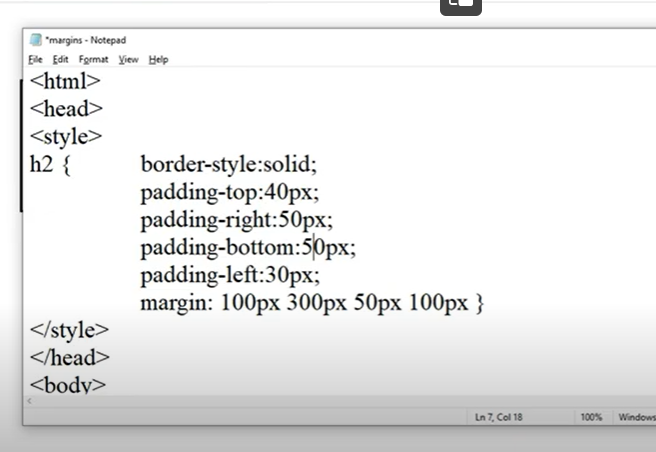 *margins - Notepad
File Edit Format View Help
<html>
<head>
<style>
h2 { border-style:solid;
padding-top:40px;
padding-right:50px;
padding-bottom:50px;
padding-left:30px;
margin: 100px 300px 50px 100px }
</style>
</head>
<body>
Ln 7, Col 18 100% Windows